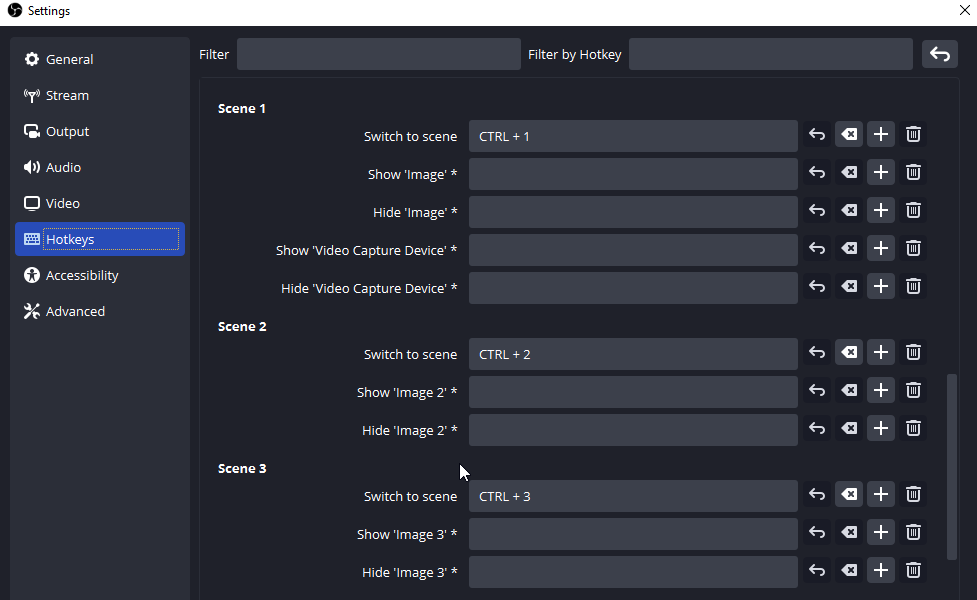 Settings
Filter
Filter by Hotkey
General
Stream
Output
Audio
Video
Hotkeys
Accessibility
Advanced
Scene 1
Switch to scene CTRL + 1
Show 'Image' *
Hide 'Image' *
Show 'Video Capture Device' *
Hide 'Video Capture Device' *
Scene 2
Switch to scene CTRL + 2
Show 'Image 2' *
Hide 'Image 2' *
Scene 3
Switch to scene CTRL + 3
Show 'Image 3' *
Hide 'Image 3' *